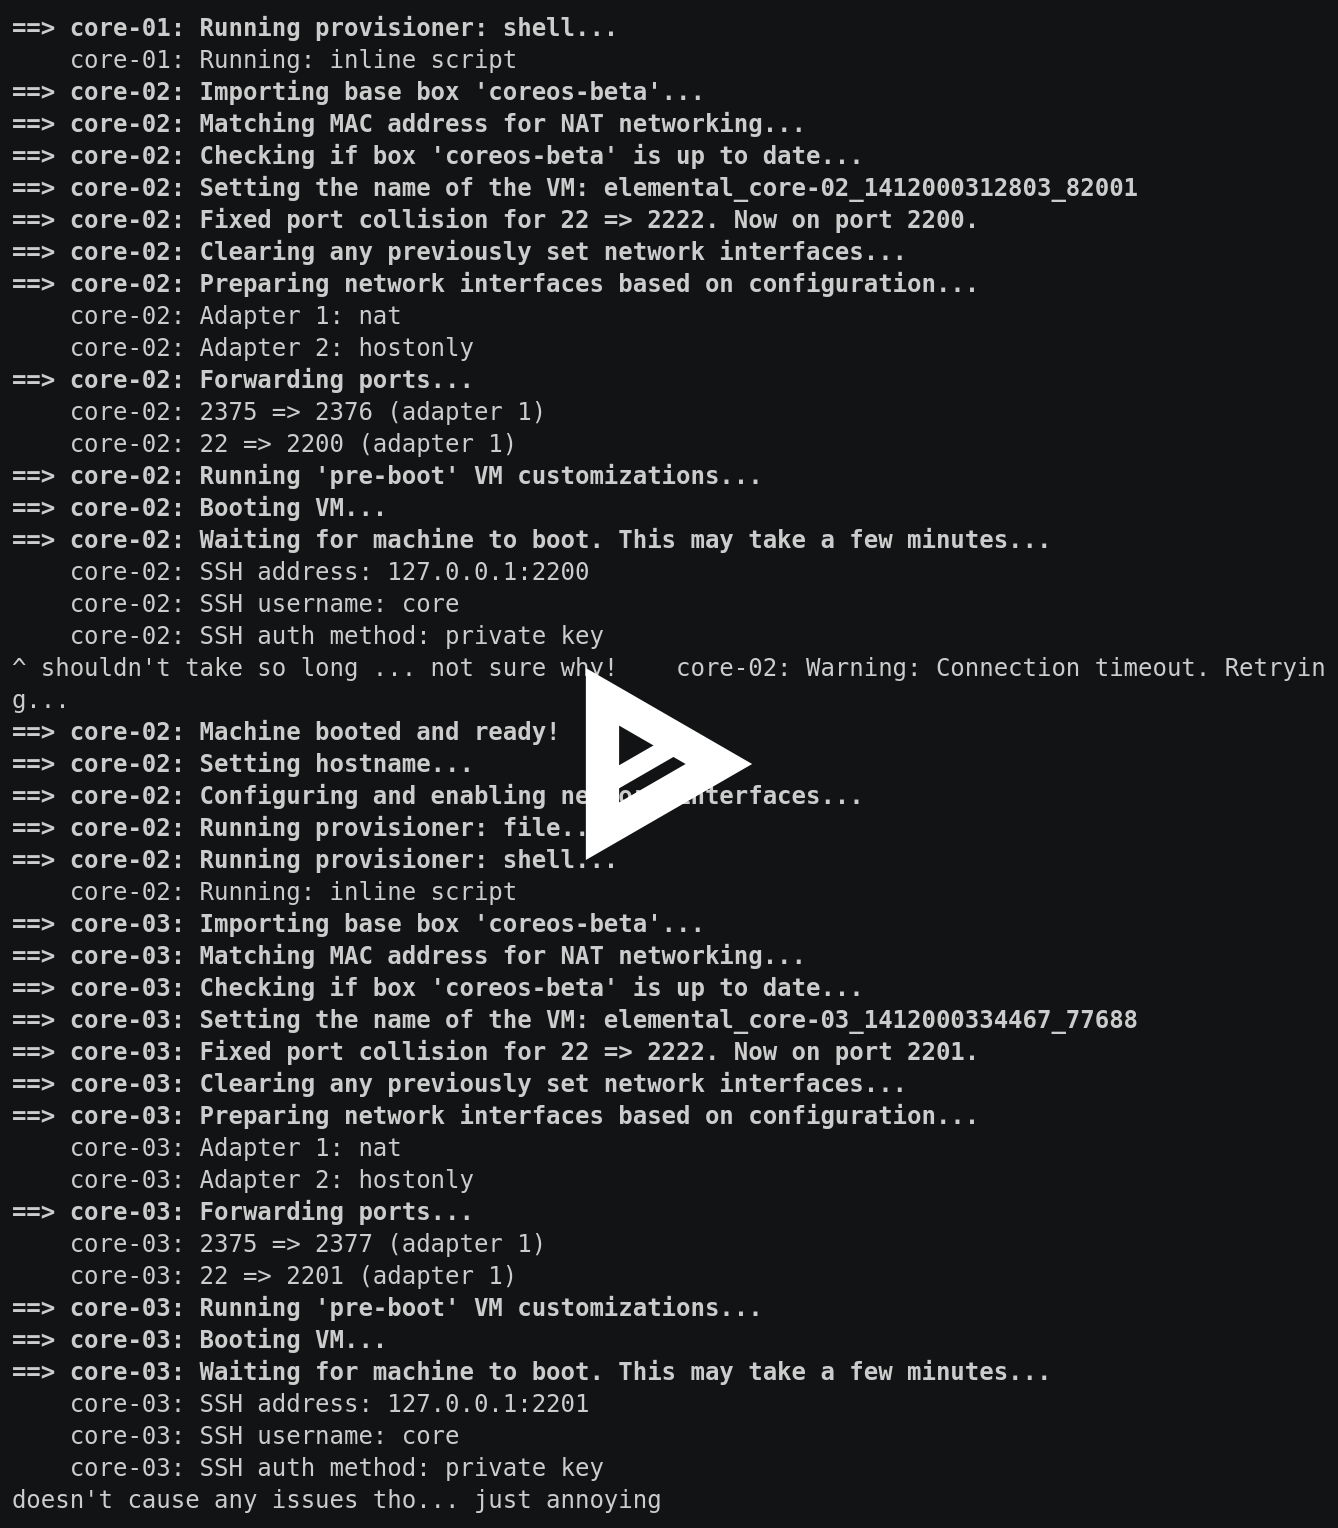 ==> core-01: Running provisioner: shell...
    core-01: Running: inline script
==> core-02: Importing base box 'coreos-beta'...
==> core-02: Matching MAC address for NAT networking...
==> core-02: Checking if box 'coreos-beta' is up to date...
==> core-02: Setting the name of the VM: elemental_core-02_1412000312803_82001
==> core-02: Fixed port collision for 22 => 2222. Now on port 2200.
==> core-02: Clearing any previously set network interfaces...
==> core-02: Preparing network interfaces based on configuration...
    core-02: Adapter 1: nat
    core-02: Adapter 2: hostonly
==> core-02: Forwarding ports...
    core-02: 2375 => 2376 (adapter 1)
    core-02: 22 => 2200 (adapter 1)
==> core-02: Running 'pre-boot' VM customizations...
==> core-02: Booting VM...
==> core-02: Waiting for machine to boot. This may take a few minutes...
    core-02: SSH address: 127.0.0.1:2200
    core-02: SSH username: core
    core-02: SSH auth method: private key
^ shouldn't take so long ... not sure why!    core-02: Warning: Connection timeout. Retryin
g...
==> core-02: Machine booted and ready!
==> core-02: Setting hostname...
==> core-02: Configuring and enabling network interfaces...
==> core-02: Running provisioner: file...
==> core-02: Running provisioner: shell...
    core-02: Running: inline script
==> core-03: Importing base box 'coreos-beta'...
==> core-03: Matching MAC address for NAT networking...
==> core-03: Checking if box 'coreos-beta' is up to date...
==> core-03: Setting the name of the VM: elemental_core-03_1412000334467_77688
==> core-03: Fixed port collision for 22 => 2222. Now on port 2201.
==> core-03: Clearing any previously set network interfaces...
==> core-03: Preparing network interfaces based on configuration...
    core-03: Adapter 1: nat
    core-03: Adapter 2: hostonly
==> core-03: Forwarding ports...
    core-03: 2375 => 2377 (adapter 1)
    core-03: 22 => 2201 (adapter 1)
==> core-03: Running 'pre-boot' VM customizations...
==> core-03: Booting VM...
==> core-03: Waiting for machine to boot. This may take a few minutes...
    core-03: SSH address: 127.0.0.1:2201
    core-03: SSH username: core
    core-03: SSH auth method: private key
doesn't cause any issues tho... just annoying